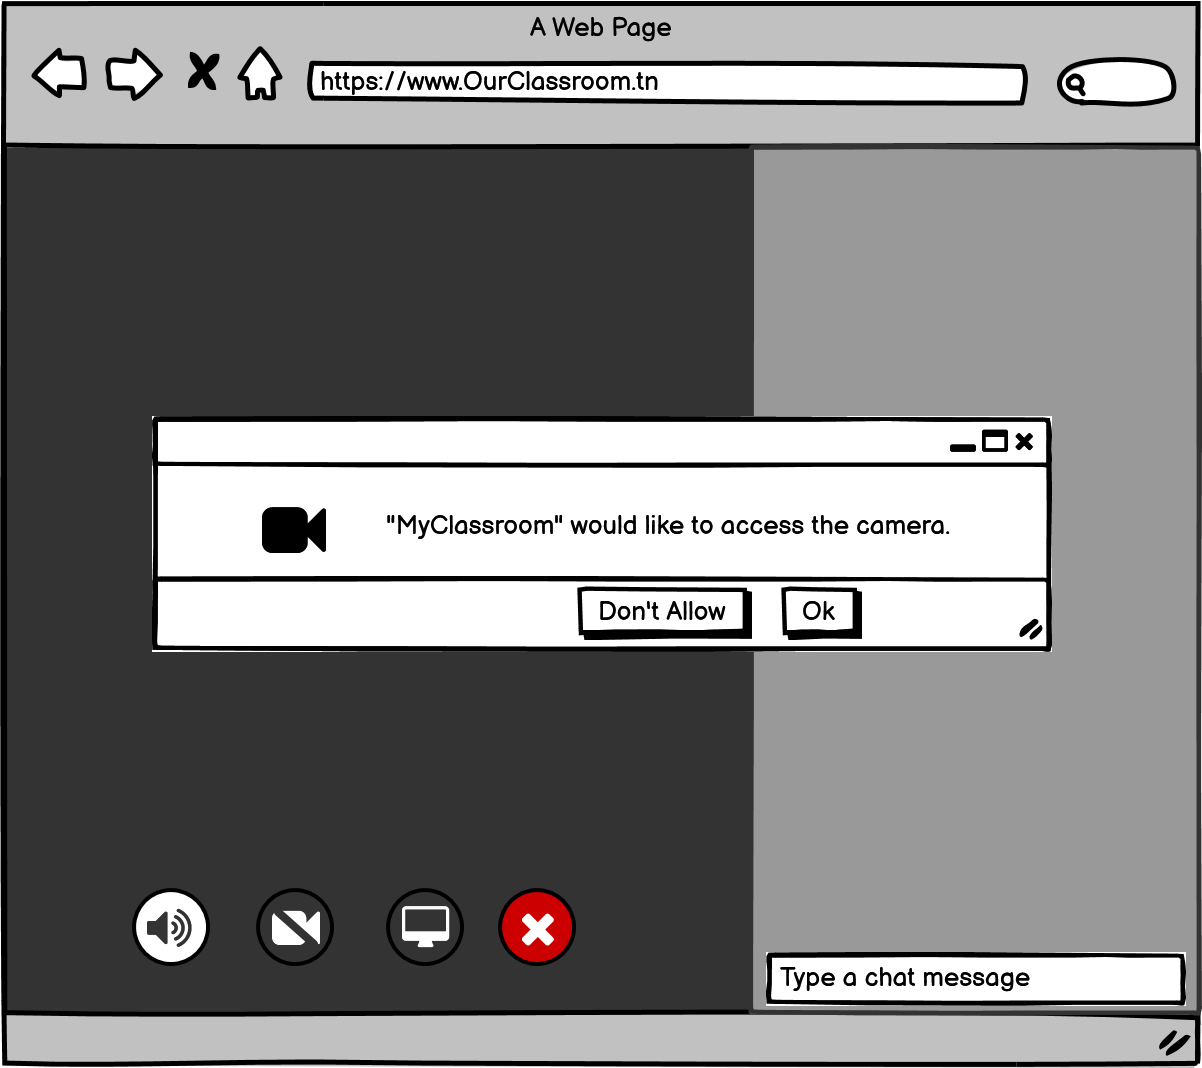 A Web Page
https://www.OurClassroom.tn
"MyClassroom" would like to access the camera.
Don't Allow
Ok
Type a chat message